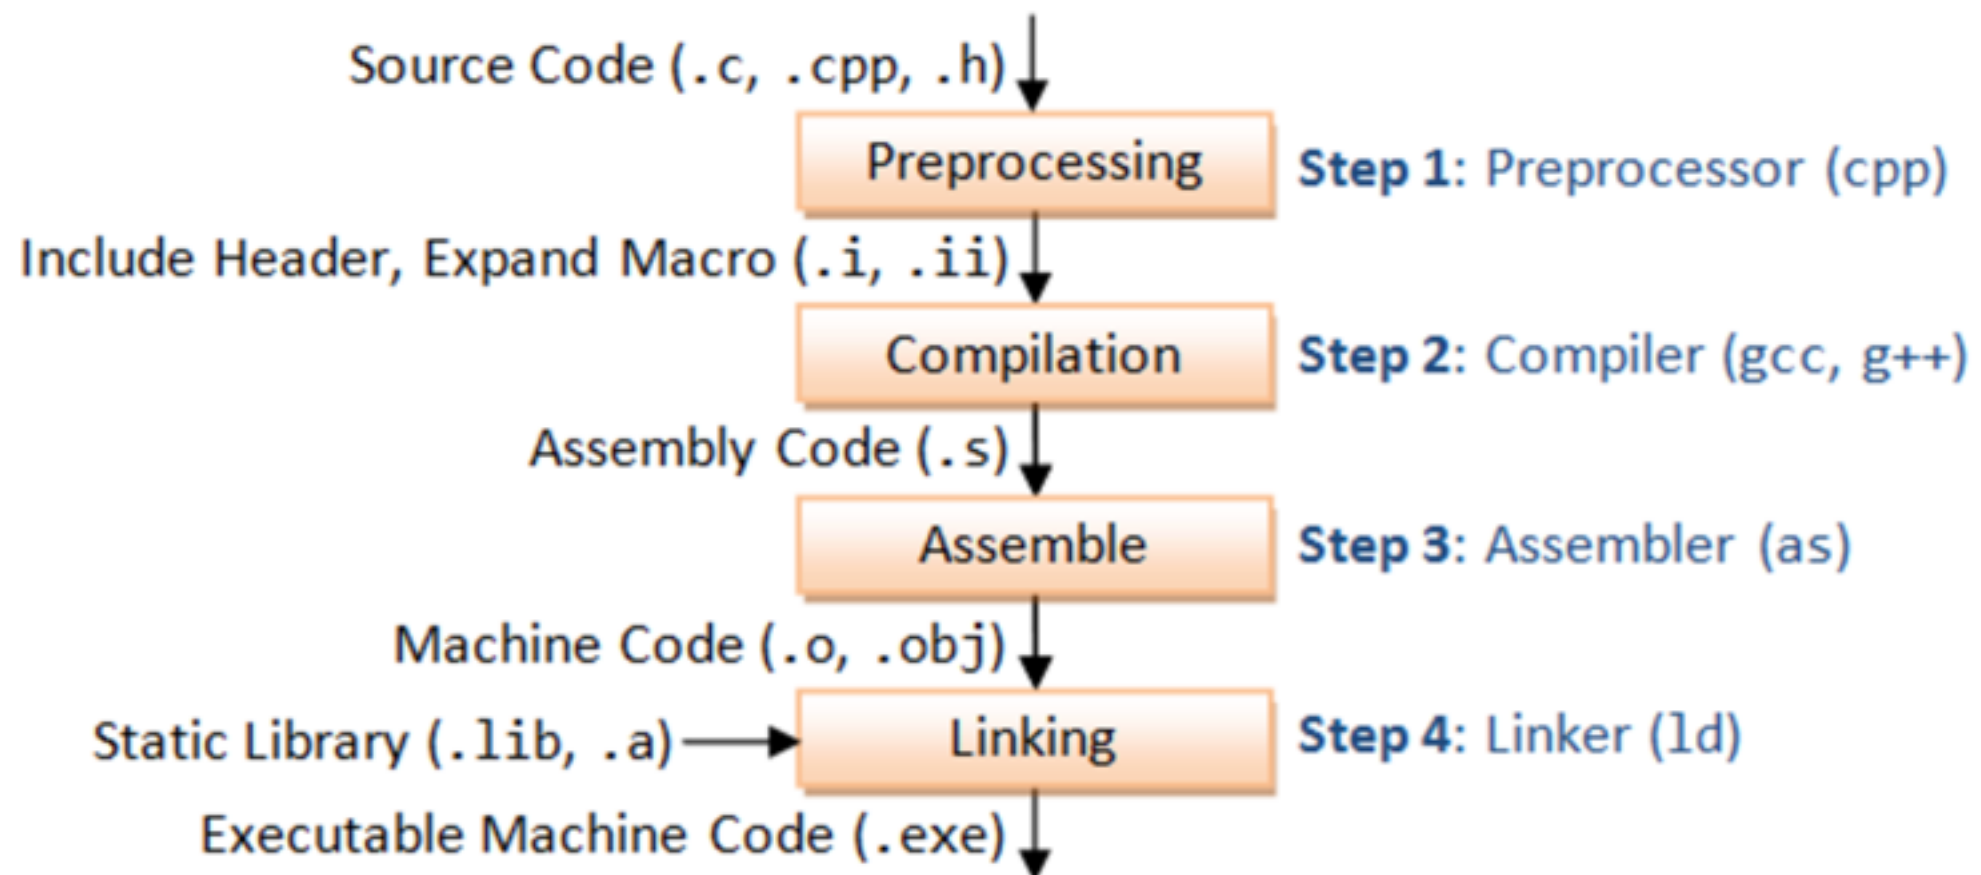 Source Code (.c, .cpp, .h)
Preprocessing
Step 1: Preprocessor (cpp)
Include Header, Expand Macro (.i, .ii)
Compilation
Step 2: Compiler (gcc, g++)
Assembly Code (.s)
Assemble
Step 3: Assembler (as)
Machine Code (.o, .obj)
Static Library (.lib, .a)
Linking
Step 4: Linker (ld)
Executable Machine Code (.exe)